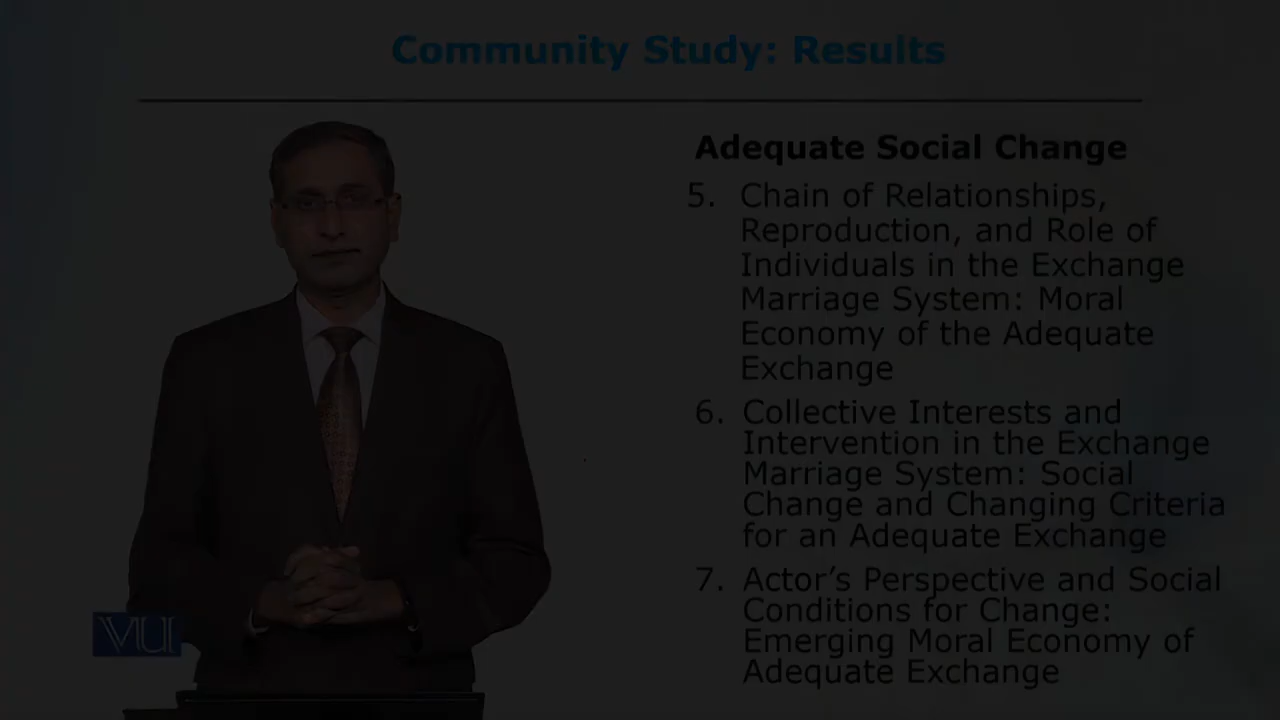 Community Study: Results
Adequate Social Change
5. Chain of Relationships,
Reproduction, and Role of
Individuals in the Exchange
Marriage System: Moral
Economy of the Adequate
Exchange
6. Collective Interests and
Intervention in the Exchange
Marriage System: Social
Change and Changing Criteria
for an Adequate Exchange
7. Actor’s Perspective and Social
Conditions for Change:
Emerging Moral Economy of
Adequate Exchange
VU